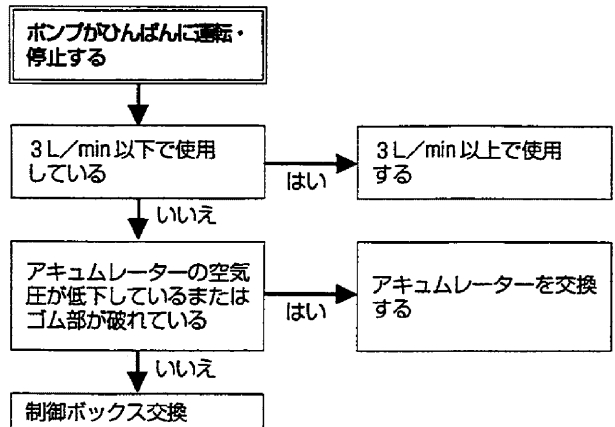 ポンプがひんぱんに運転・
停止する
3L／min以下で使用
している
はい
3L／min以上で使用
する
いいえ
アキュムレーターの空気
圧が低下しているまたは
ゴム部が破れている
はい
アキュムレーターを交換
する
いいえ
制御ボックス交換